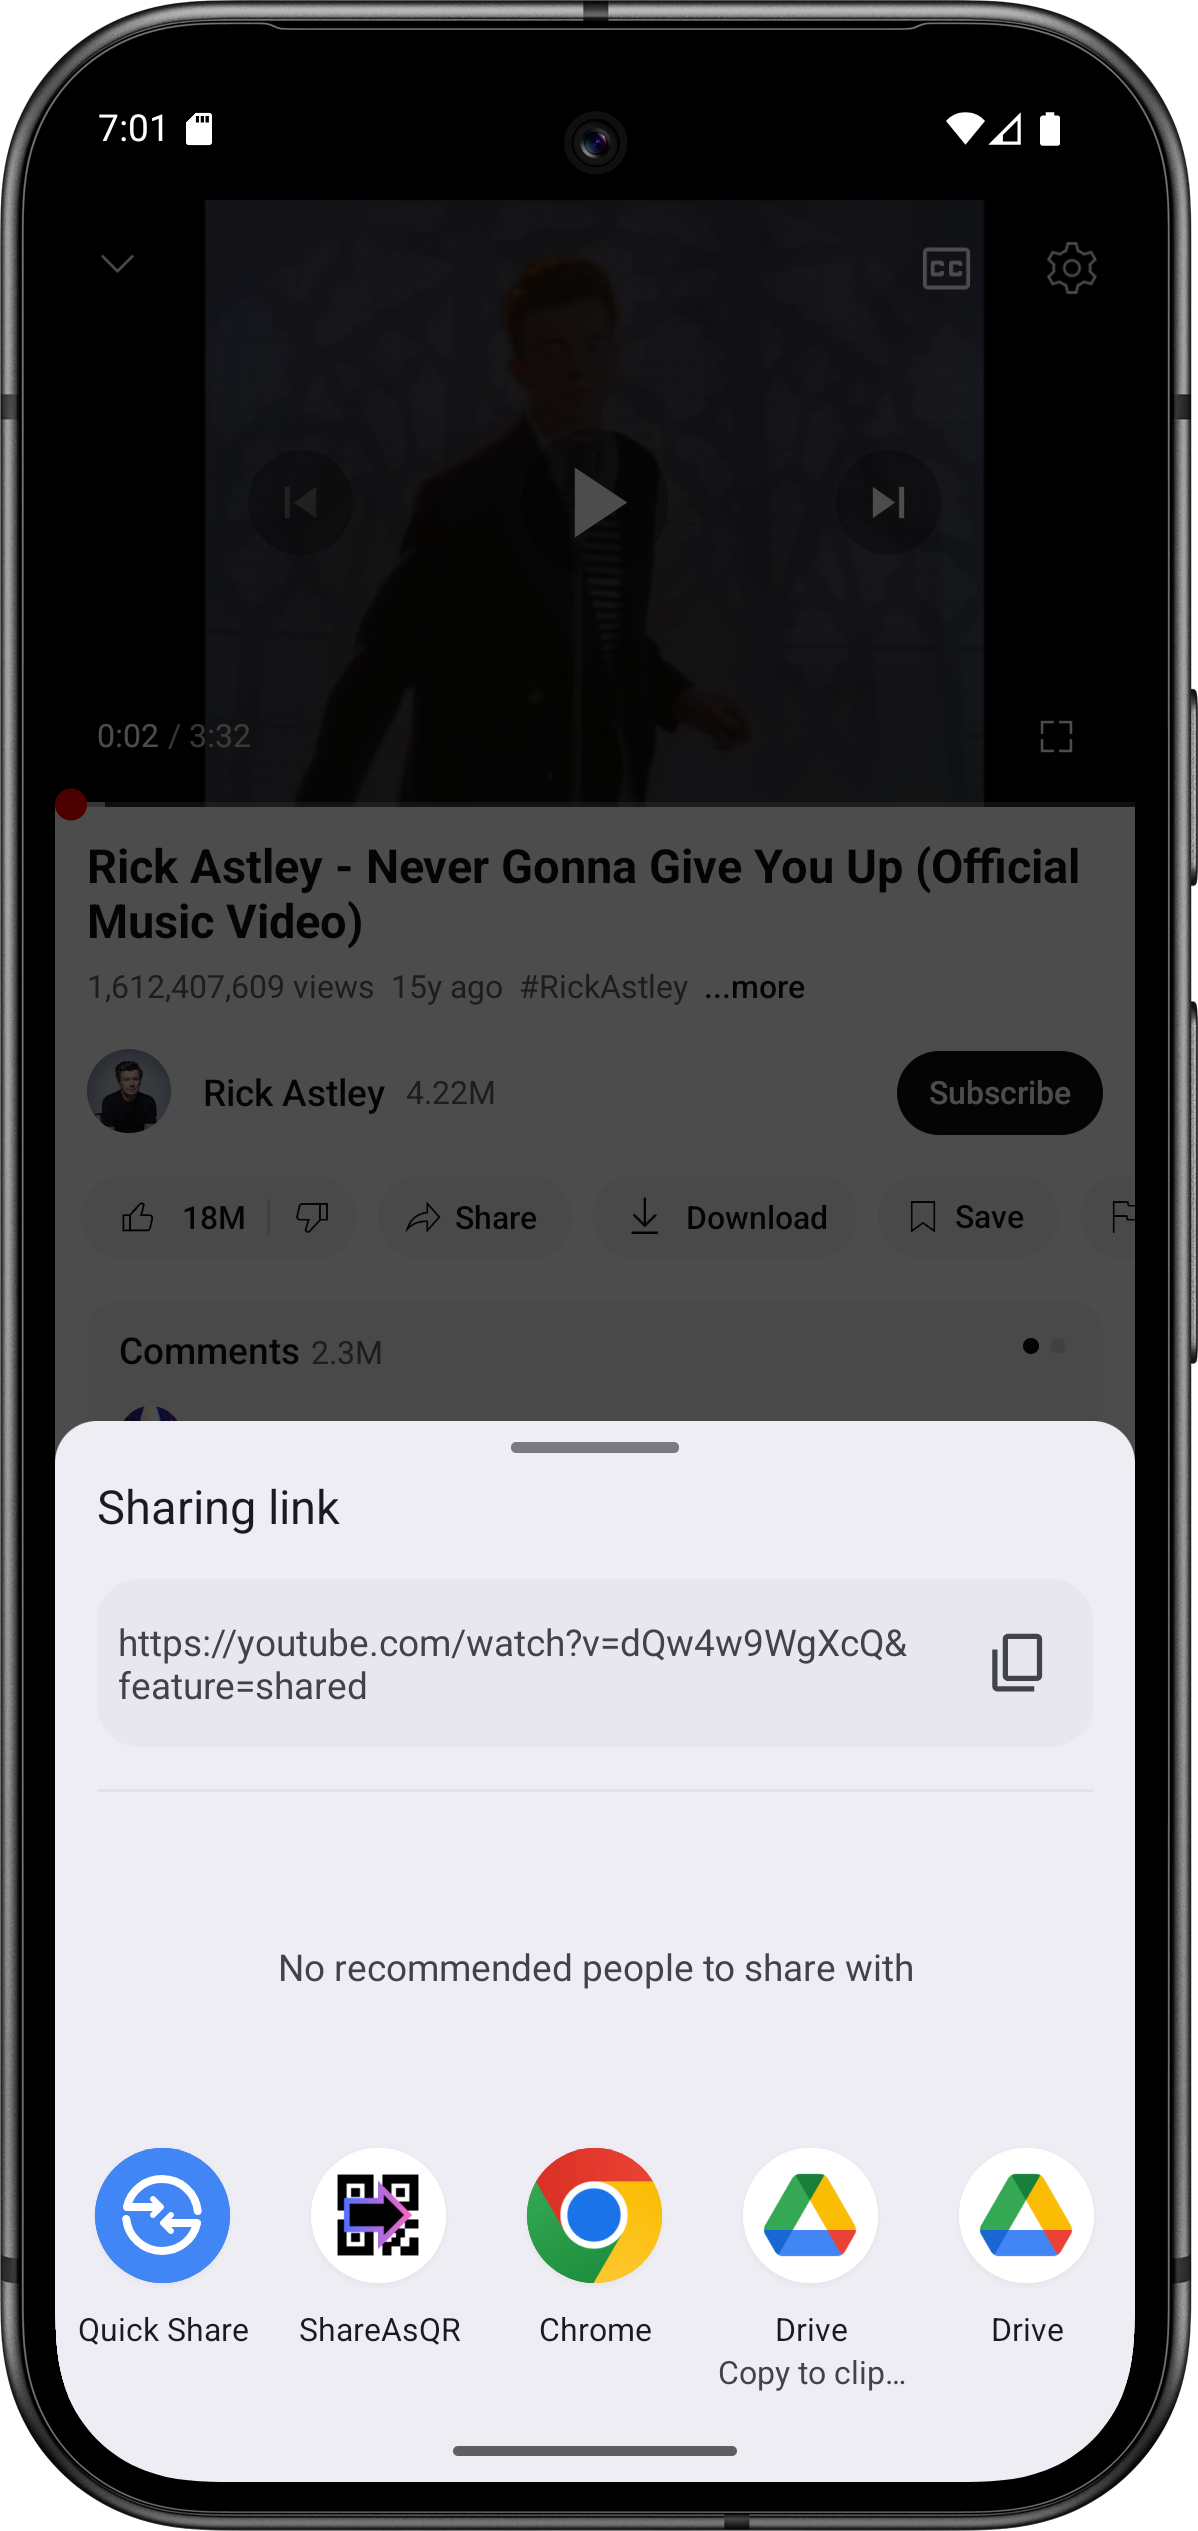 7:01
CC
0:02 / 3:32
Rick Astley - Never Gonna Give You Up (Official
Music Video)
1,612,407,609 views 15y ago #RickAstley ...more
Rick Astley 4.22M
Subscribe
18M
Share
Download
Save
Comments 2.3M
Sharing link
https://youtube.com/watch?v=dQw4w9WgXcQ&
feature=shared
No recommended people to share with
Quick Share
ShareAsQR
Chrome
Drive
Copy to clip...
Drive